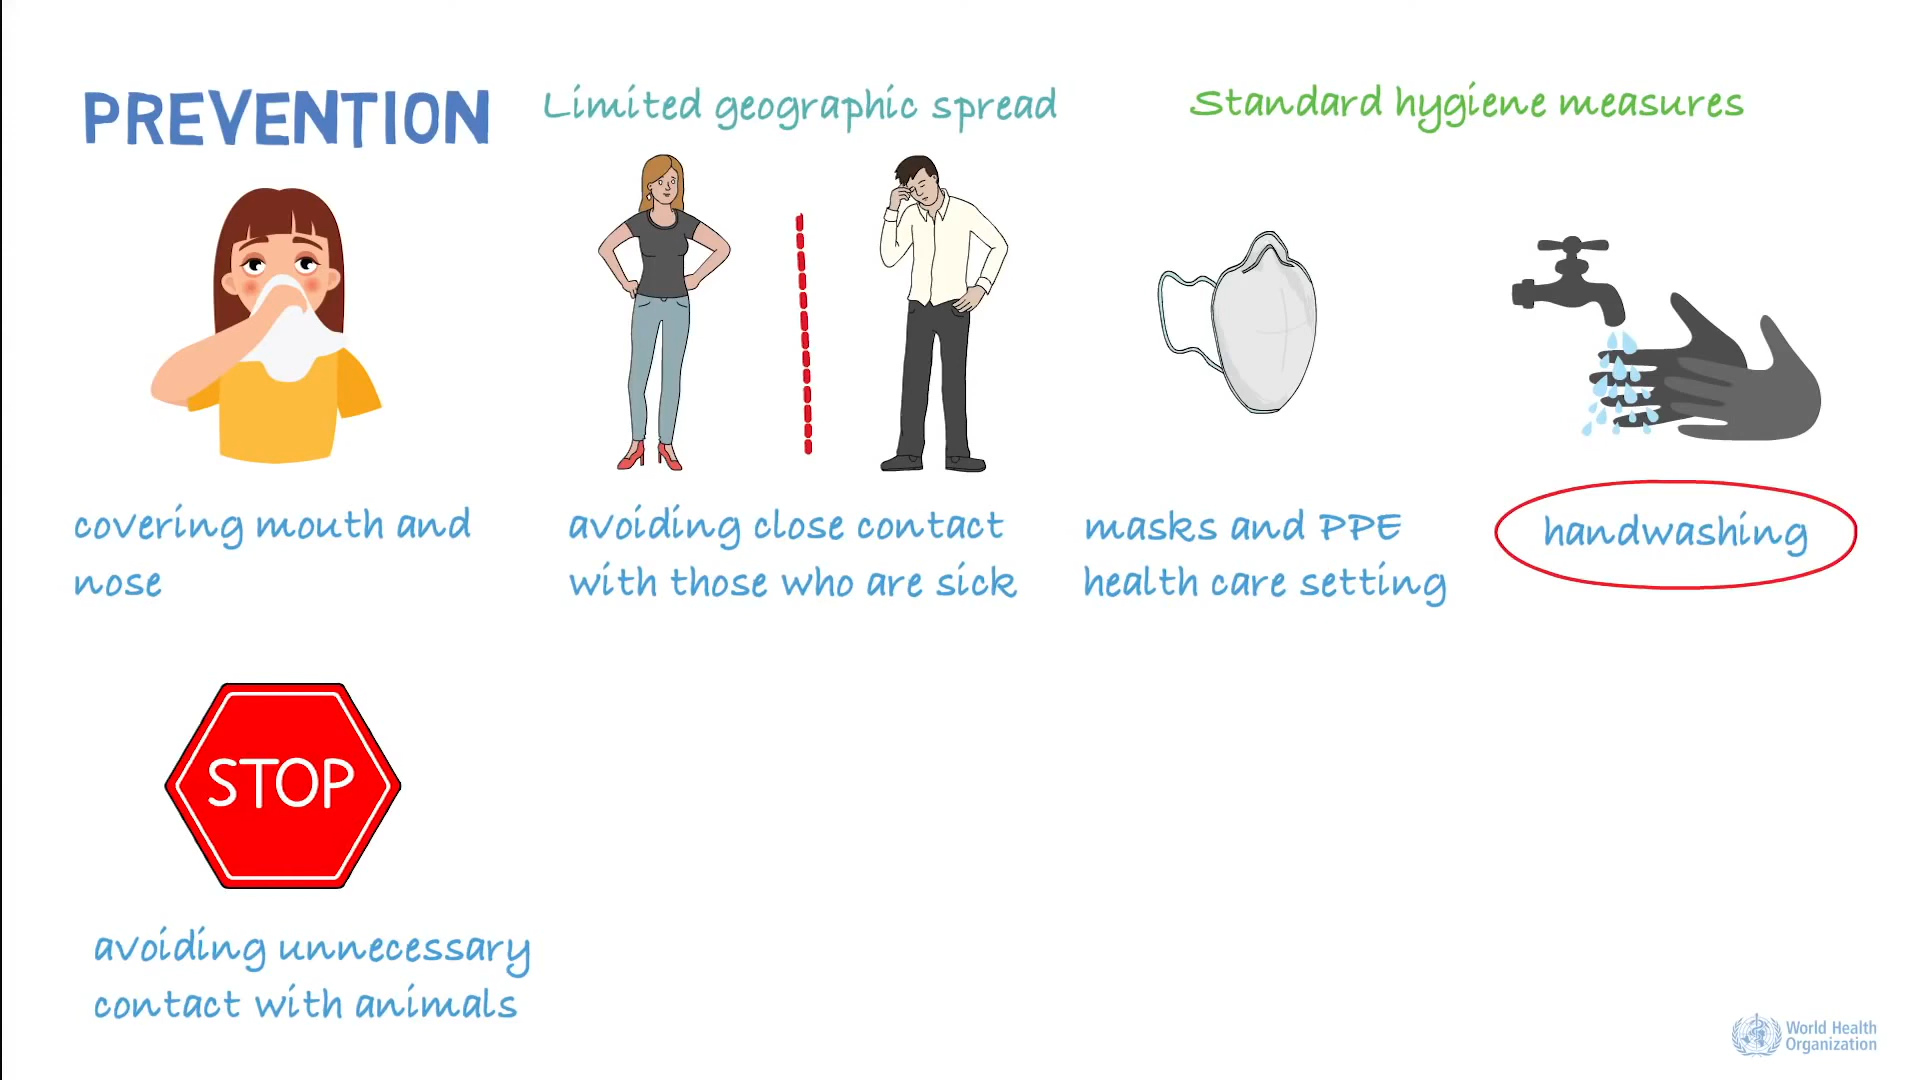 PREVENTION
Limited geographic spread
Standard hygiene measures
covering mouth and
nose
avoiding close contact
with those who are sick
masks and PPE
health care setting
handwashing
STOP
avoiding unnecessary
contact with animals
World Health
Organization